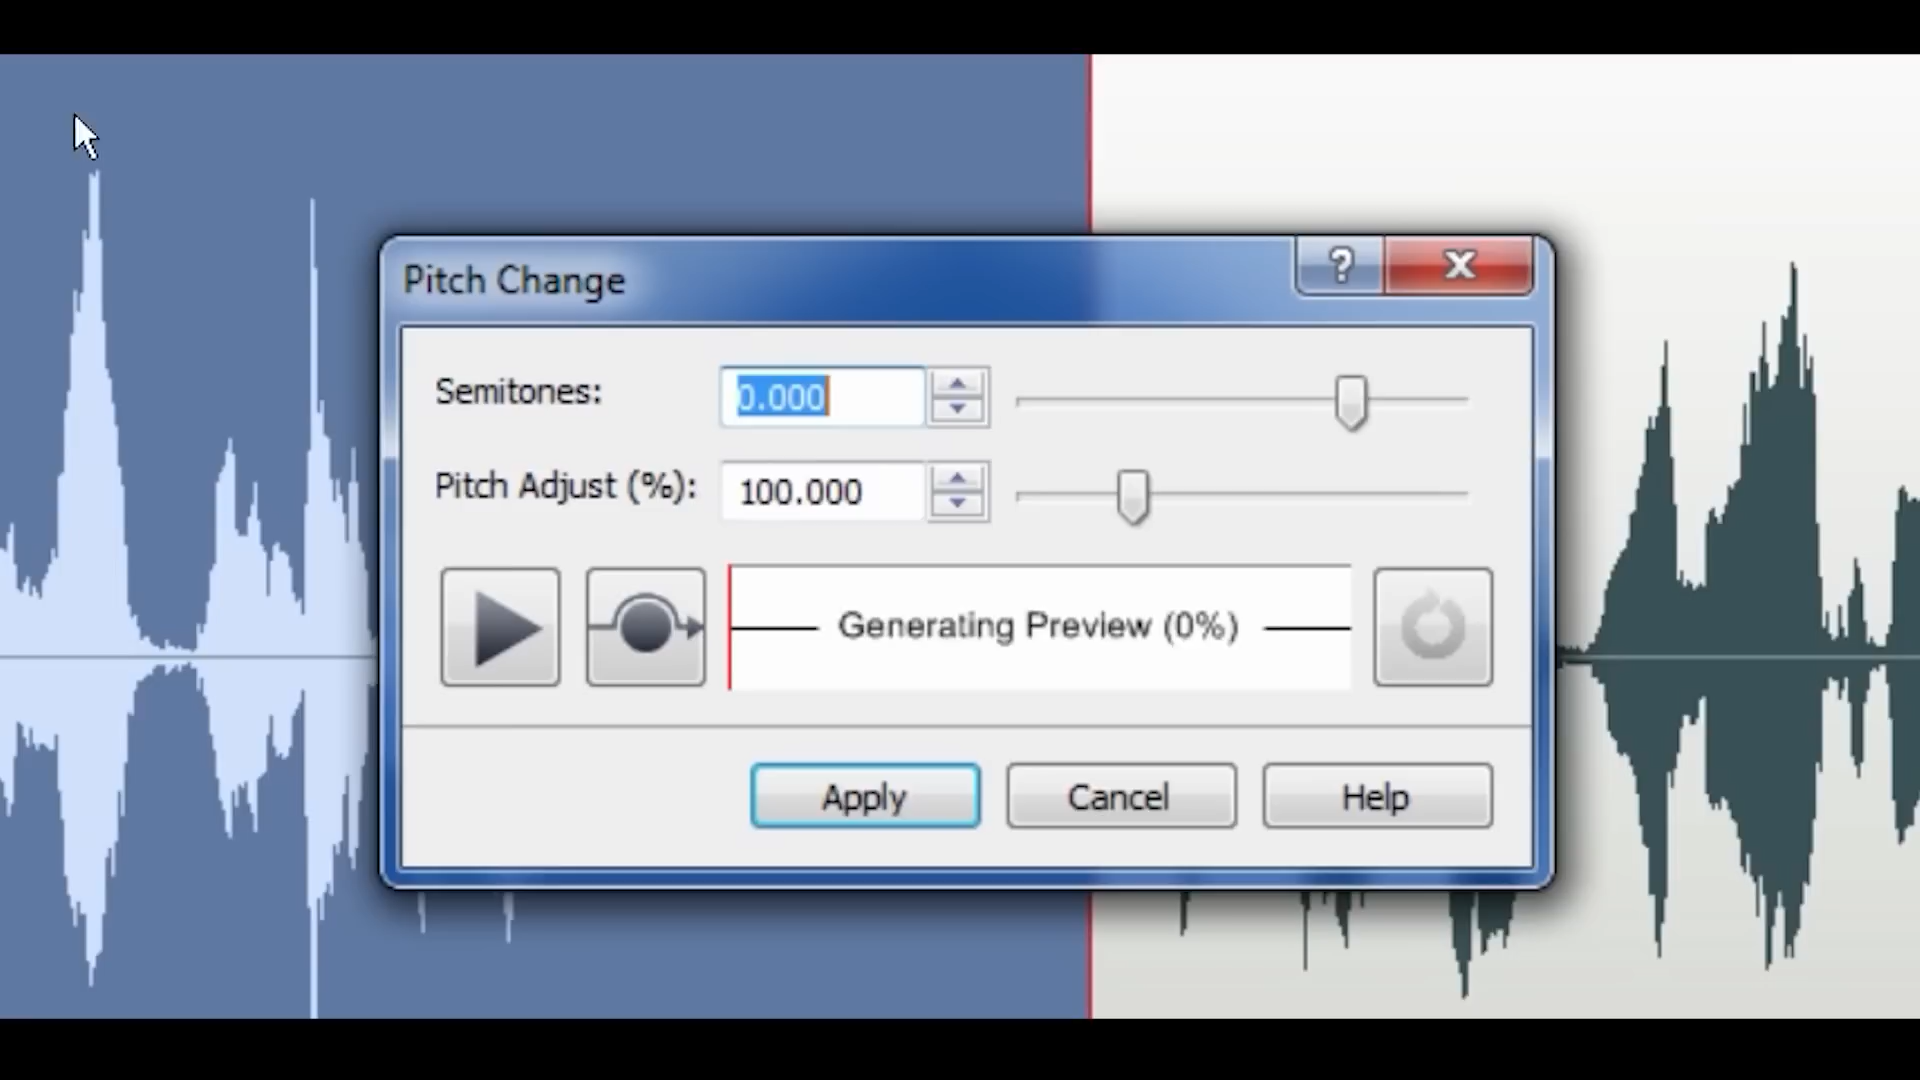 Pitch Change
?
X
Semitones: 0.000
Pitch Adjust (%): 100.000
Generating Preview (0%)
Apply Cancel Help